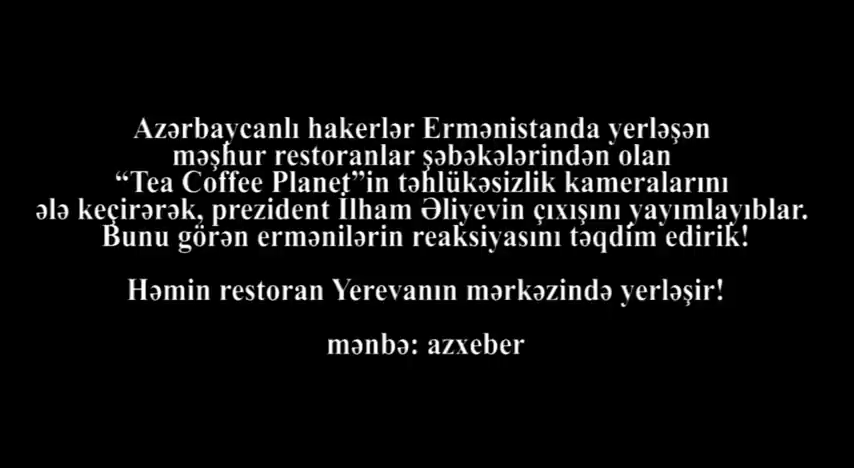 Azərbaycanlı hakerlər Ermənistanda yerləşən
məşhur restoranlar şəbəkələrindən olan
“Tea Coffee Planet”in təhlükəsizlik kameralarını
ələ keçirərək, prezident İlham Əliyevin çıxışını yayımlayıblar.
Bunu görən ermənilərin reaksiyasını təqdim edirik!
Həmin restoran Yerevanın mərkəzində yerləşir!
mənbə: azxeber